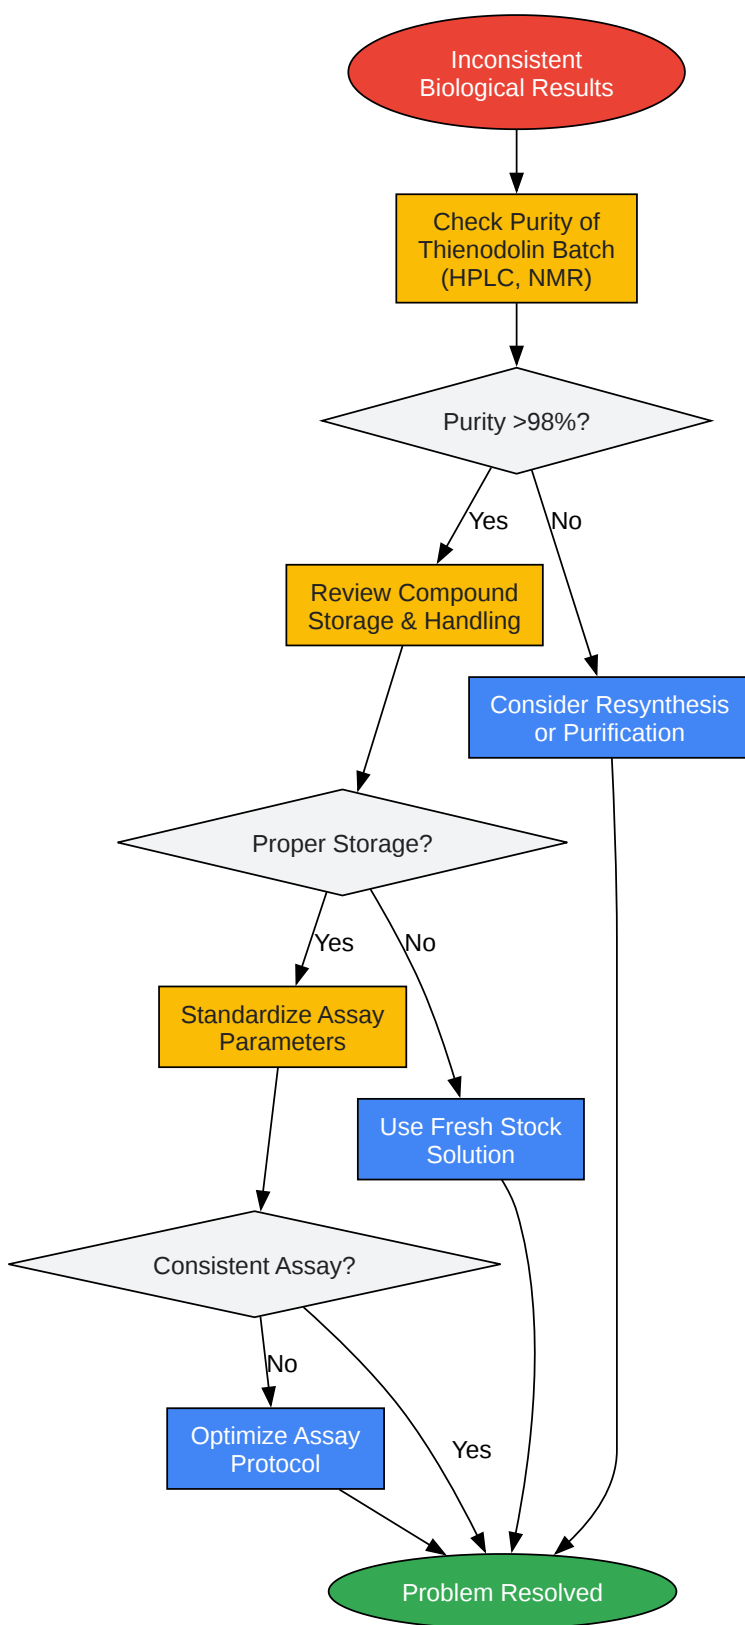 Inconsistent
Biological Results
Check Purity of
Thienodolin Batch
(HPLC, NMR)
Purity >98%?
Yes
No
Review Compound
Storage & Handling
Consider Resynthesis
or Purification
Proper Storage?
Yes
No
Standardize Assay
Parameters
Use Fresh Stock
Solution
Consistent Assay?
No
Optimize Assay
Protocol
Yes
Problem Resolved